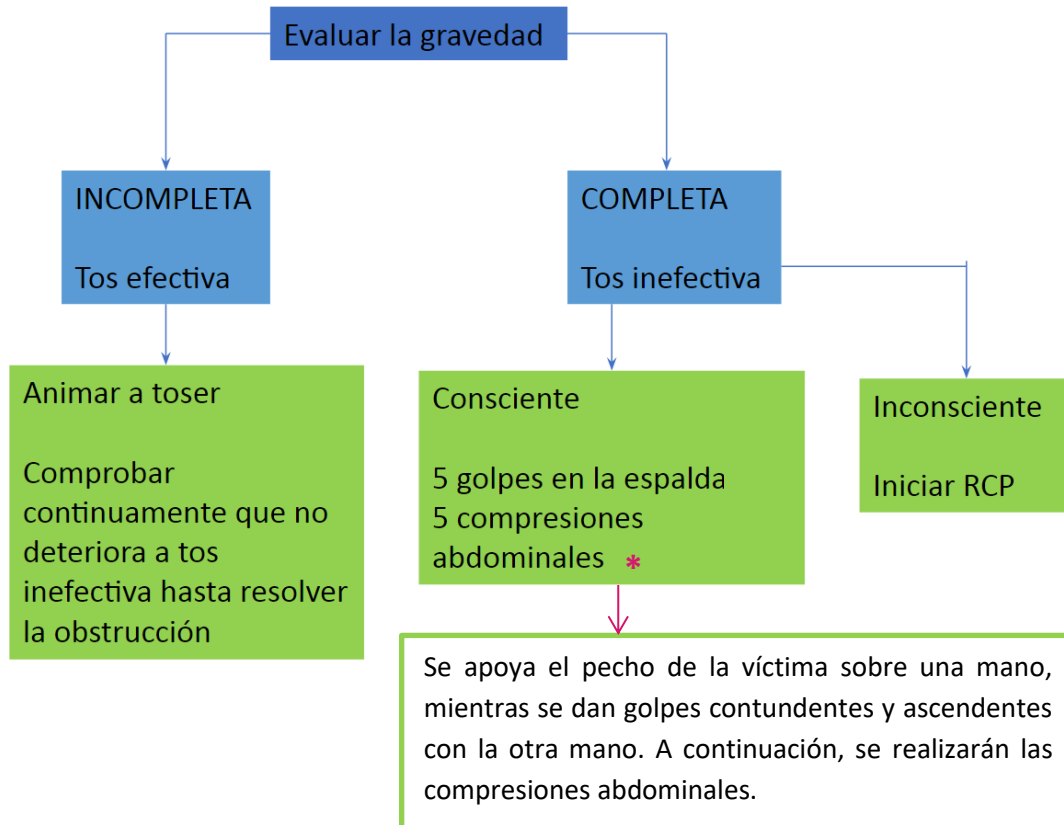 Evaluar la gravedad
INCOMPLETA
Tos efectiva
COMPLETA
Tos inefectiva
Animar a toser
Comprobar
continuamente que no
deteriora a tos
inefectiva hasta resolver
la obstrucción
Consciente
5 golpes en la espalda
5 compresiones
abdominales *
Inconsciente
Iniciar RCP
Se apoya el pecho de la víctima sobre una mano,
mientras se dan golpes contundentes y ascendentes
con la otra mano. A continuación, se realizarán las
compresiones abdominales.